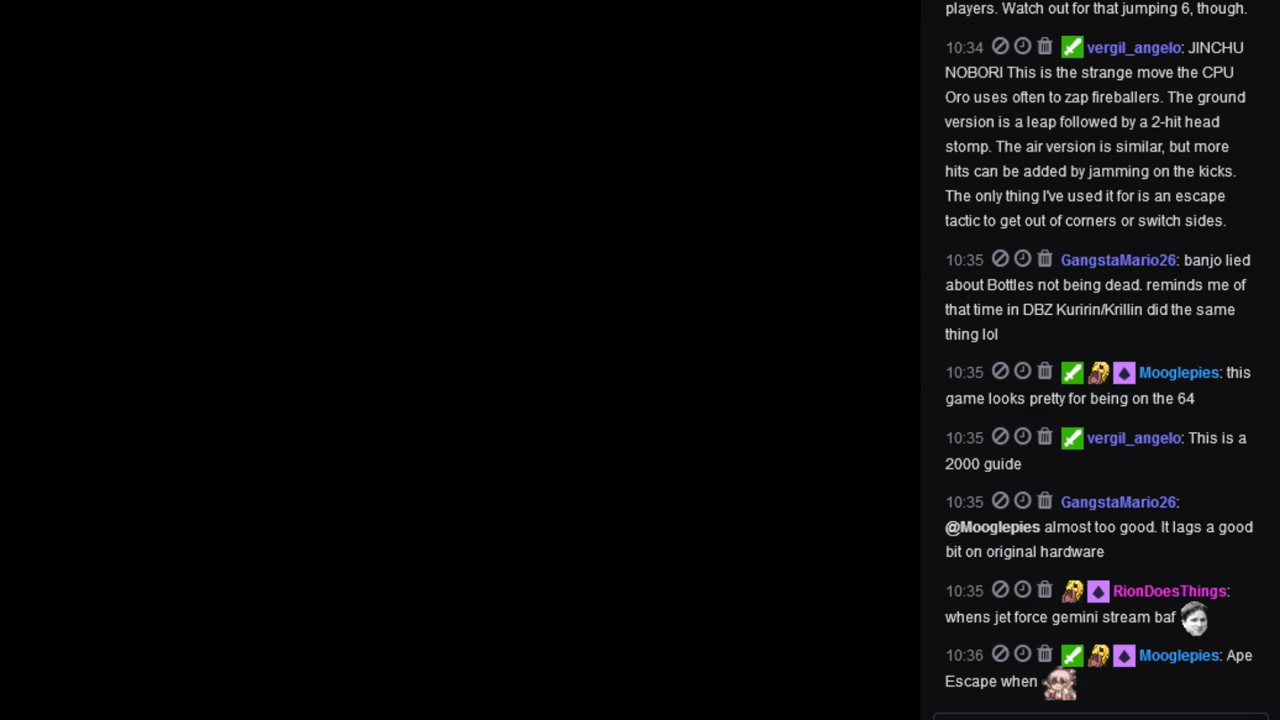 players. Watch out for that jumping 6, though.
10:34 vergil_angelo: JINCHU
NOBORI This is the strange move the CPU
Oro uses often to zap fireballers. The ground
version is a leap followed by a 2-hit head
stomp. The air version is similar, but more
hits can be added by jamming on the kicks.
The only thing I've used it for is an escape
tactic to get out of corners or switch sides.
10:35 GangstaMario26: banjo lied
about Bottles not being dead. reminds me of
that time in DBZ Kuririn/Krillin did the same
thing lol
10:35 Mooglepies: this
game looks pretty for being on the 64
10:35 vergil_angelo: This is a
2000 guide
10:35 GangstaMario26:
@Mooglepies almost too good. It lags a good
bit on original hardware
10:35 RionDoesThings:
whens jet force gemini stream baf
10:36 Mooglepies: Ape
Escape when